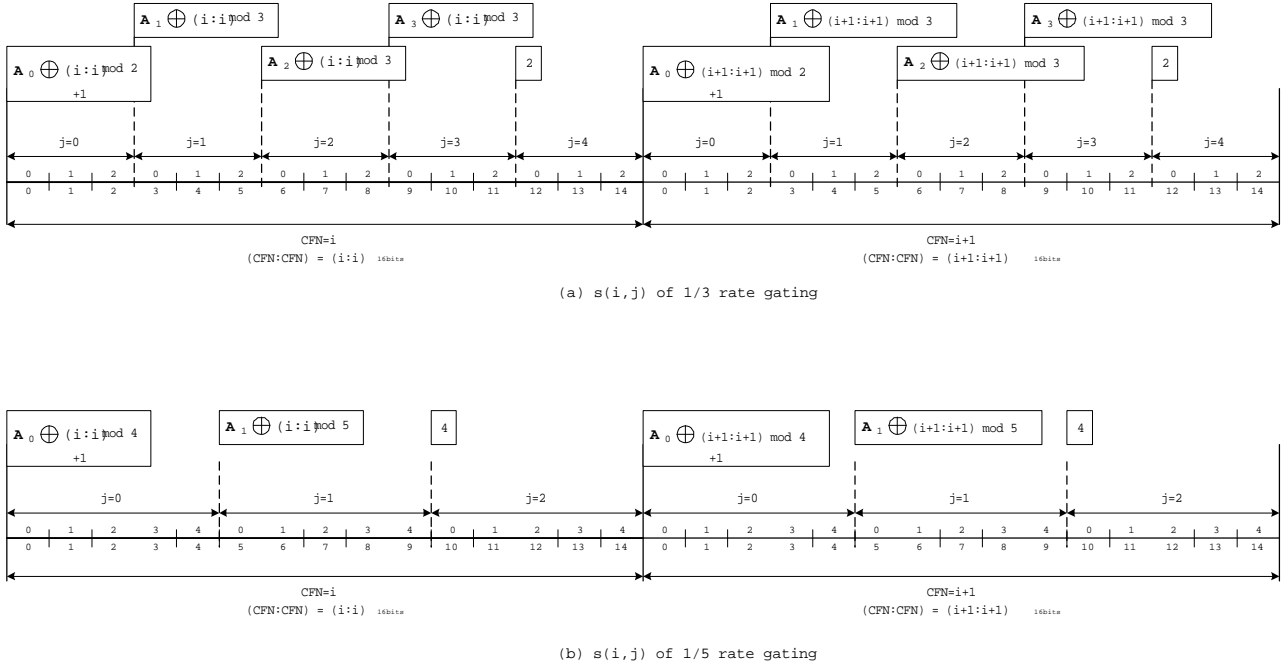 A 1 ⊕ (i:i) mod 3
A 3 ⊕ (i:i) mod 3
A 1 ⊕ (i+1:i+1) mod 3
A 3 ⊕ (i+1:i+1) mod 3
A 0 ⊕ (i:i) mod 2
+1
A 2 ⊕ (i:i) mod 3
2
A 0 ⊕ (i+1:i+1) mod 2
+1
A 2 ⊕ (i+1:i+1) mod 3
2
j=0 j=1 j=2 j=3 j=4 j=0 j=1 j=2 j=3 j=4
0 1 2 0 1 2 0 1 2 0 1 2 0 1 2 0 1 2 0 1 2 0 1 2 0 1 2 0 1 2
0 1 2 3 4 5 6 7 8 9 10 11 12 13 14 0 1 2 3 4 5 6 7 8 9 10 11 12 13 14
CFN=i CFN=i+1
(CFN:CFN) = (i:i) 16bits (CFN:CFN) = (i+1:i+1) 16bits
(a) s(i,j) of 1/3 rate gating
A 0 ⊕ (i:i) mod 4
+1
A 1 ⊕ (i:i) mod 5
4
A 0 ⊕ (i+1:i+1) mod 4
+1
A 1 ⊕ (i+1:i+1) mod 5
4
j=0 j=1 j=2 j=0 j=1 j=2
0 1 2 3 4 0 1 2 3 4 0 1 2 3 4 0 1 2 3 4 0 1 2 3 4 0 1 2 3 4
0 1 2 3 4 5 6 7 8 9 10 11 12 13 14 0 1 2 3 4 5 6 7 8 9 10 11 12 13 14
CFN=i CFN=i+1
(CFN:CFN) = (i:i) 16bits (CFN:CFN) = (i+1:i+1) 16bits
(b) s(i,j) of 1/5 rate gating